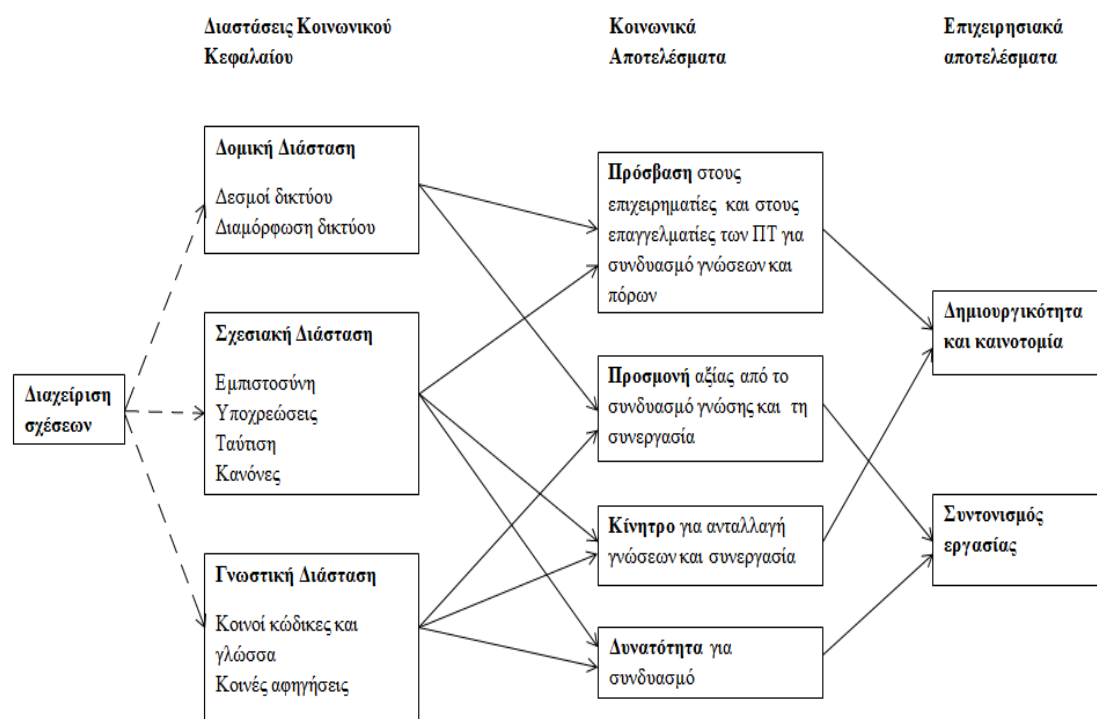 Διαστάσεις Κοινωνικού
Κεφαλαίου
Κοινωνικά
Αποτελέσματα
Επιχειρησιακά
αποτελέσματα
Διαχείριση
σχέσεων
Δομική Διάσταση
Δεσμοί δικτύου
Διαμόρφωση δικτύου
Σχεσιακή Διάσταση
Εμπιστοσύνη
Υποχρεώσεις
Ταύτιση
Κανόνες
Γνωστική Διάσταση
Κοινοί κώδικες και
γλώσσα
Κοινές αφηγήσεις
Πρόσβαση στους
επιχειρηματίες και στους
επαγγελματίες των ΠΤ για
συνδυασμό γνώσεων και
πόρων
Προσμονή αξίας από το
συνδυασμό γνώσης και τη
συνεργασία
Κίνητρο για ανταλλαγή
γνώσεων και συνεργασία
Δυνατότητα για
συνδυασμό
Δημιουργικότητα
και καινοτομία
Συντονισμός
εργασίας